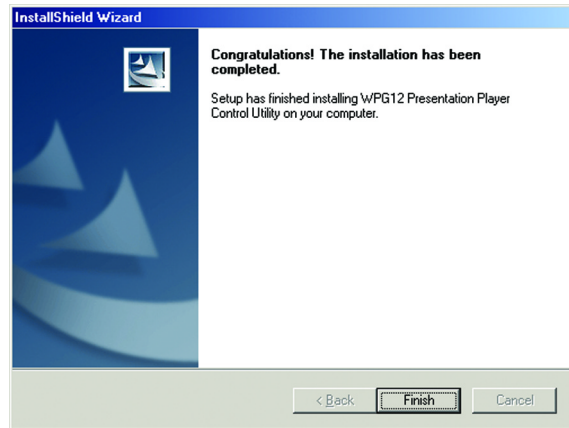 InstallShield Wizard
Congratulations! The installation has been
completed.
Setup has finished installing WPG12 Presentation Player
Control Utility on your computer.
< Back
Finish
Cancel